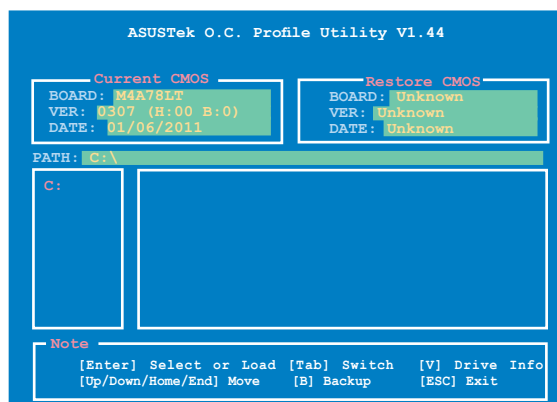 ASUSTek O.C. Profile Utility V1.44
Current CMOS
BOARD: M4A78LT
VER: 0307 (H:00 B:0)
DATE: 01/06/2011
Restore CMOS
BOARD: Unknown
VER: Unknown
DATE: Unknown
PATH: C:\
C:
Note
[Enter] Select or Load [Tab] Switch [V] Drive Info
[Up/Down/Home/End] Move [B] Backup [ESC] Exit